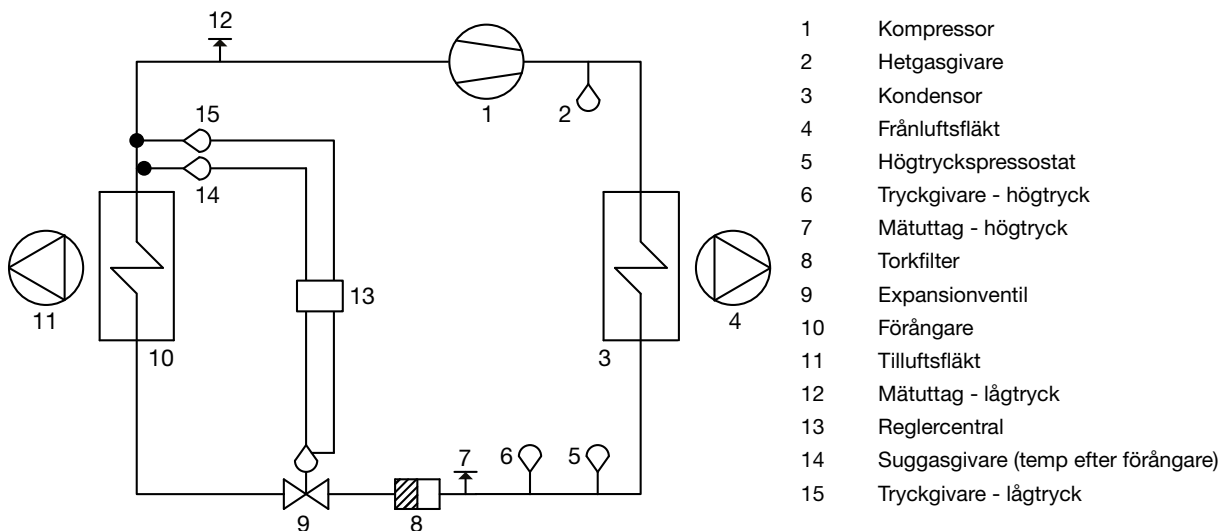 12
1
2
15
14
13
11
10
3
4
7
6
5
9
8
1 Kompressor
2 Hetgasgivare
3 Kondensor
4 Frånluftsfläkt
5 Högtryckspressostat
6 Tryckgivare - högtryck
7 Mätuttag - högtryck
8 Torkfilter
9 Expansionventil
10 Förångare
11 Tilluftsfläkt
12 Mätuttag - lågtryck
13 Reglercentral
14 Suggasgivare (temp efter förångare)
15 Tryckgivare - lågtryck